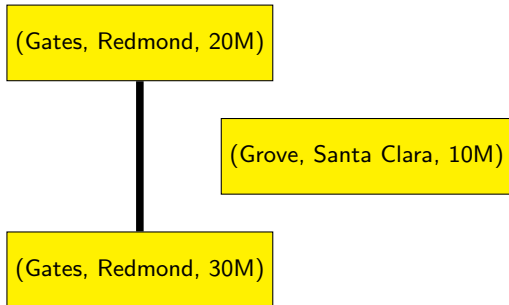 (Gates, Redmond, 20M)
(Grove, Santa Clara, 10M)
(Gates, Redmond, 30M)